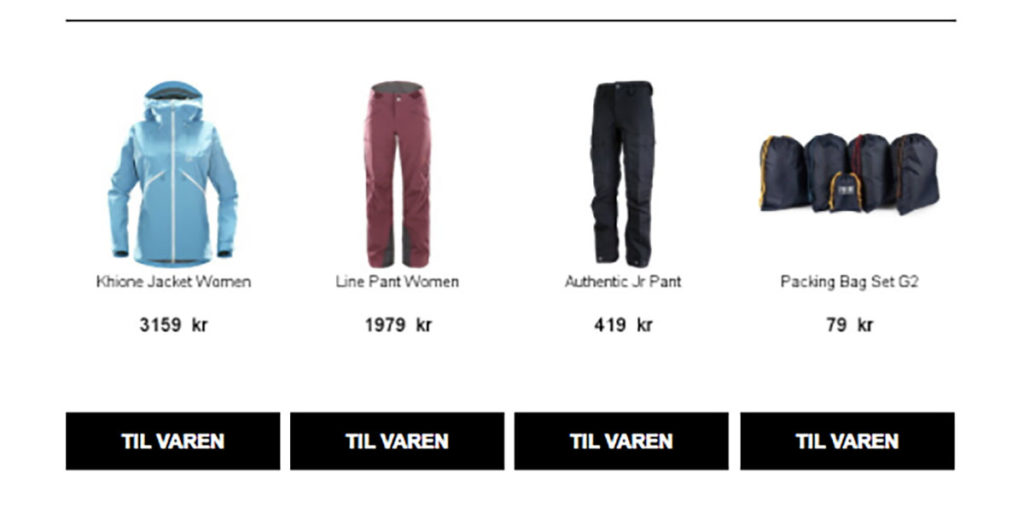 Khione Jacket Women
Line Pant Women
Authentic Jr Pant
Packing Bag Set G2
3159 kr
1979 kr
419 kr
79 kr
TIL VAREN
TIL VAREN
TIL VAREN
TIL VAREN